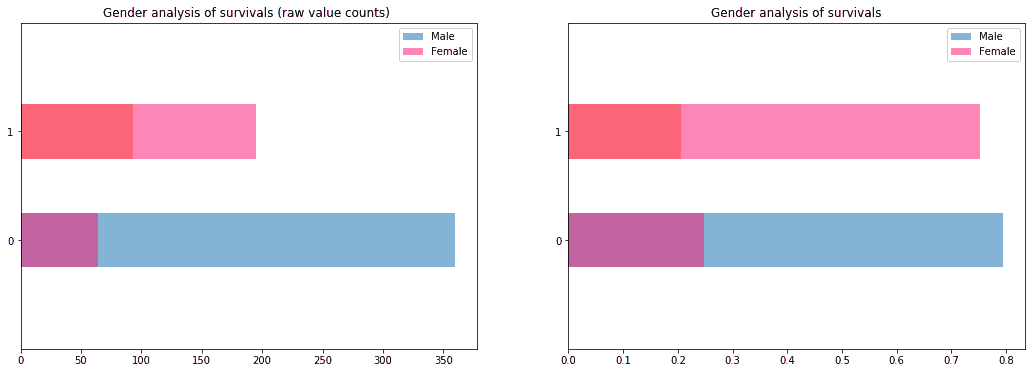 Gender analysis of survivals (raw value counts)
Male
Female
1
0
0 50 100 150 200 250 300 350
Gender analysis of survivals
Male
Female
1
0
0.0 0.1 0.2 0.3 0.4 0.5 0.6 0.7 0.8